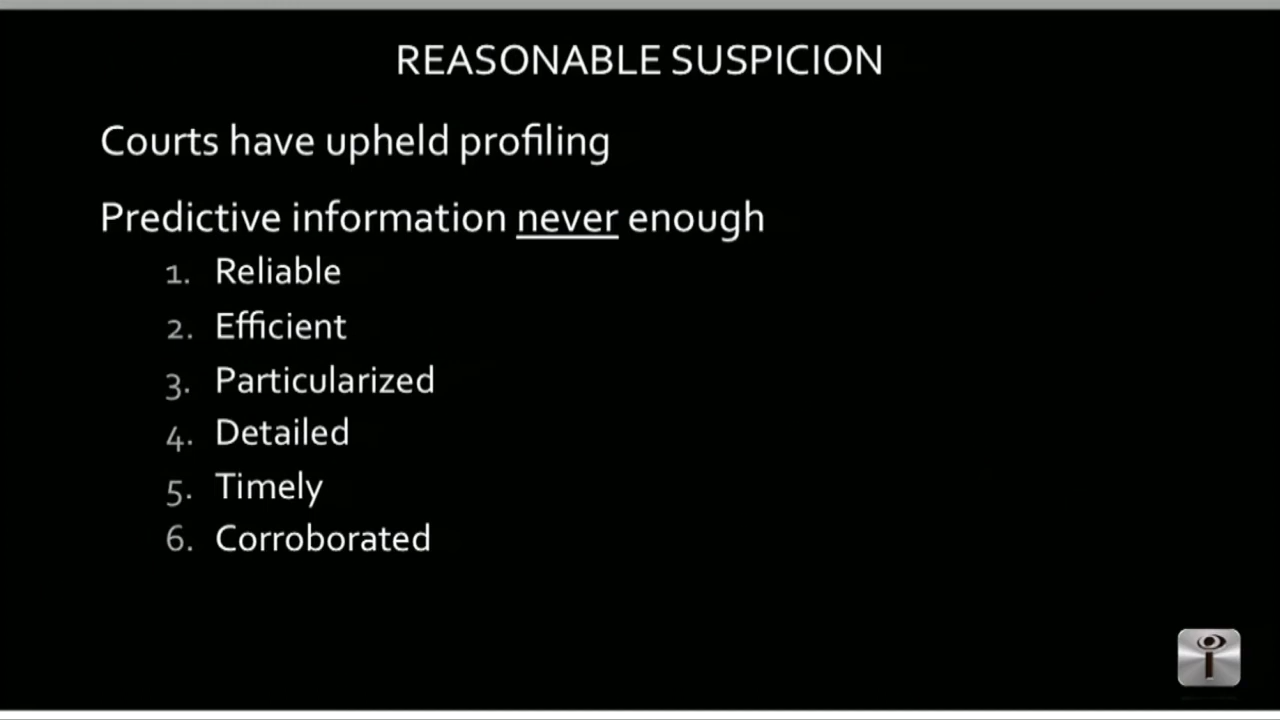 REASONABLE SUSPICION
Courts have upheld profiling
Predictive information never enough
1. Reliable
2. Efficient
3. Particularized
4. Detailed
5. Timely
6. Corroborated